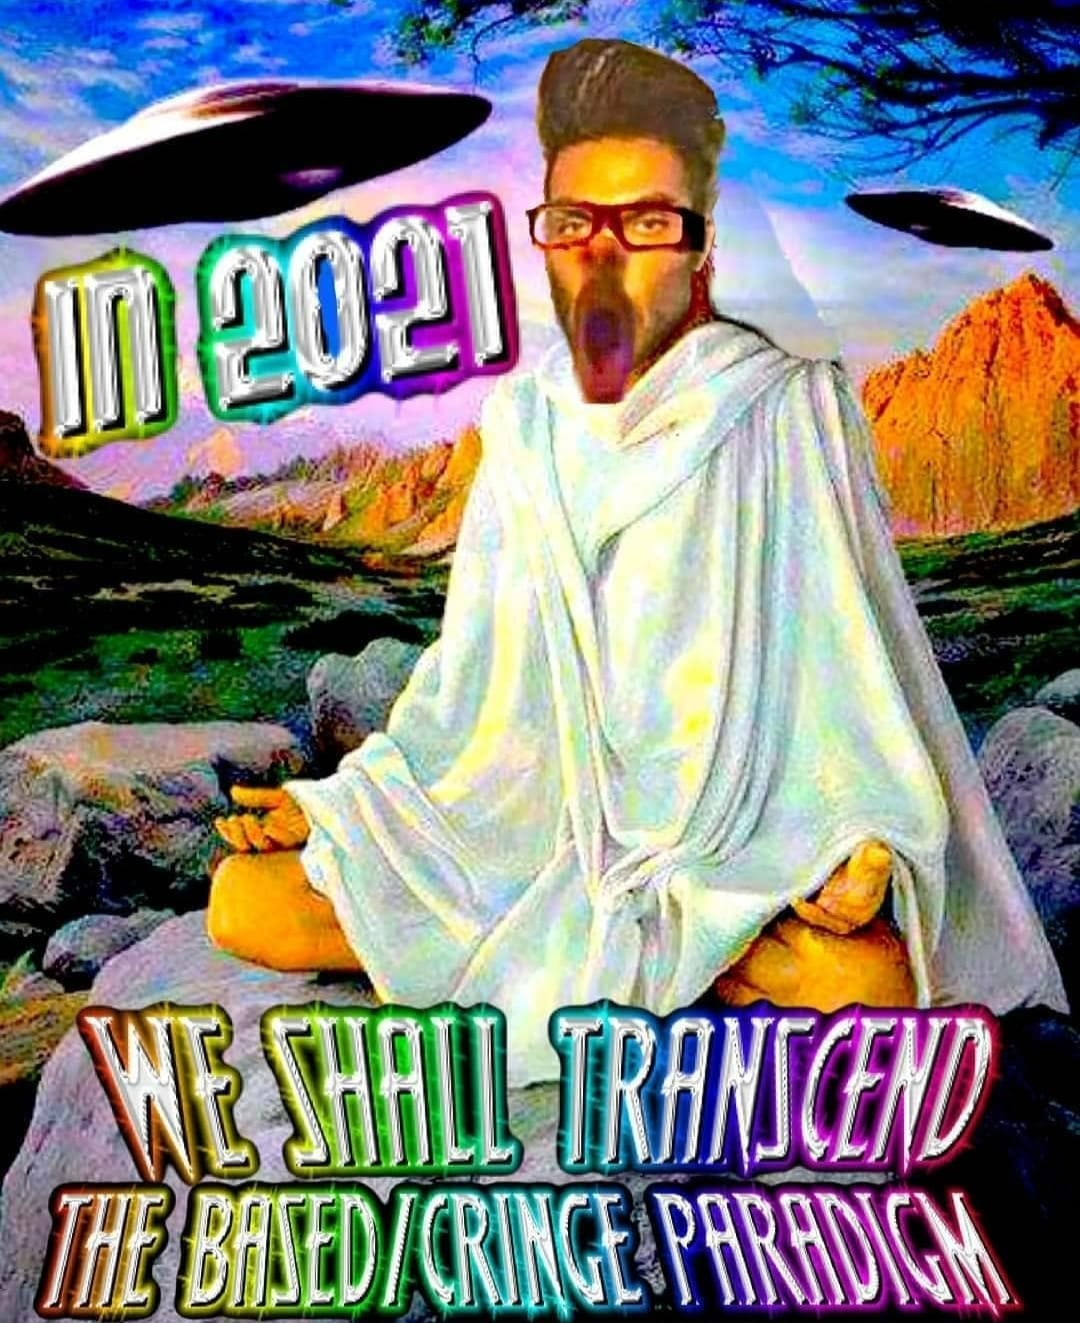 IN 2021
WE SHALL TRANSCEND
THE BASED/CRINGE PARADIGM